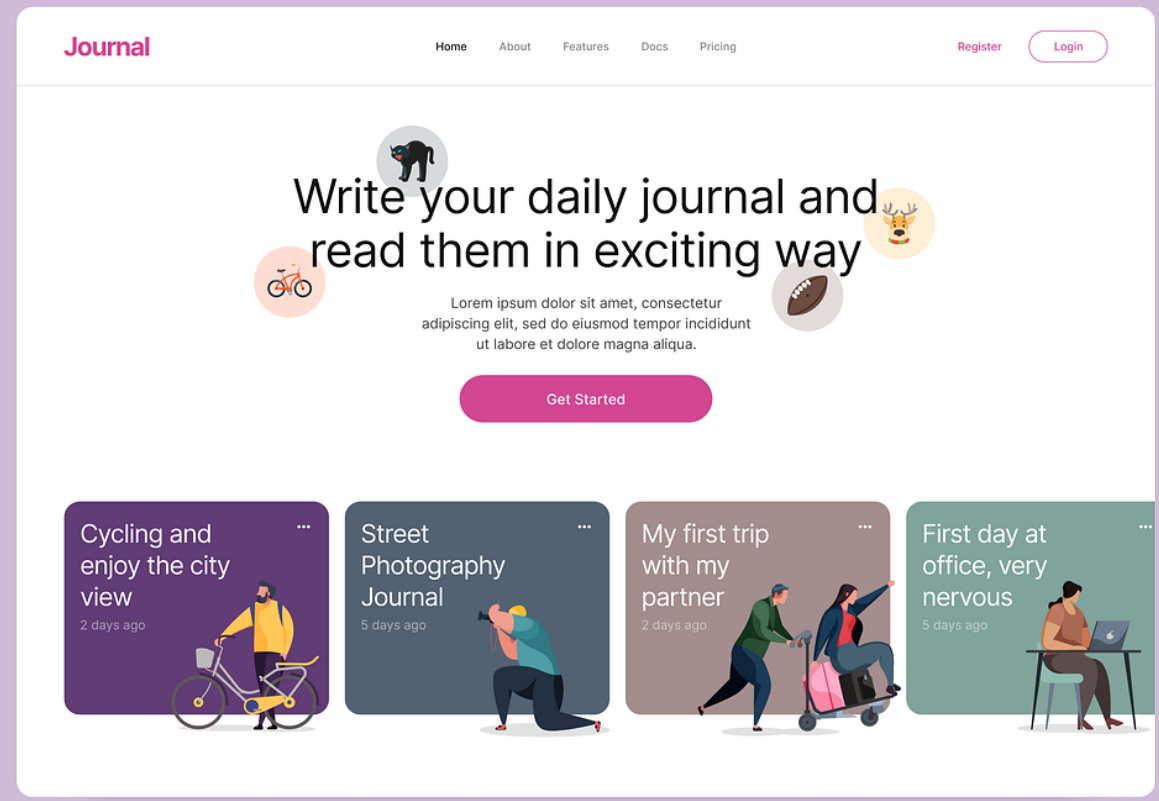 Journal
Home About Features Docs Pricing
Register Login
Write your daily journal and
read them in exciting way
Lorem ipsum dolor sit amet, consectetur
adipiscing elit, sed do eiusmod tempor incididunt
ut labore et dolore magna aliqua.
Get Started
Cycling and
enjoy the city
view
2 days ago
Street
Photography
Journal
5 days ago
My first trip
with my
partner
2 days ago
First day at
office, very
nervous
5 days ago